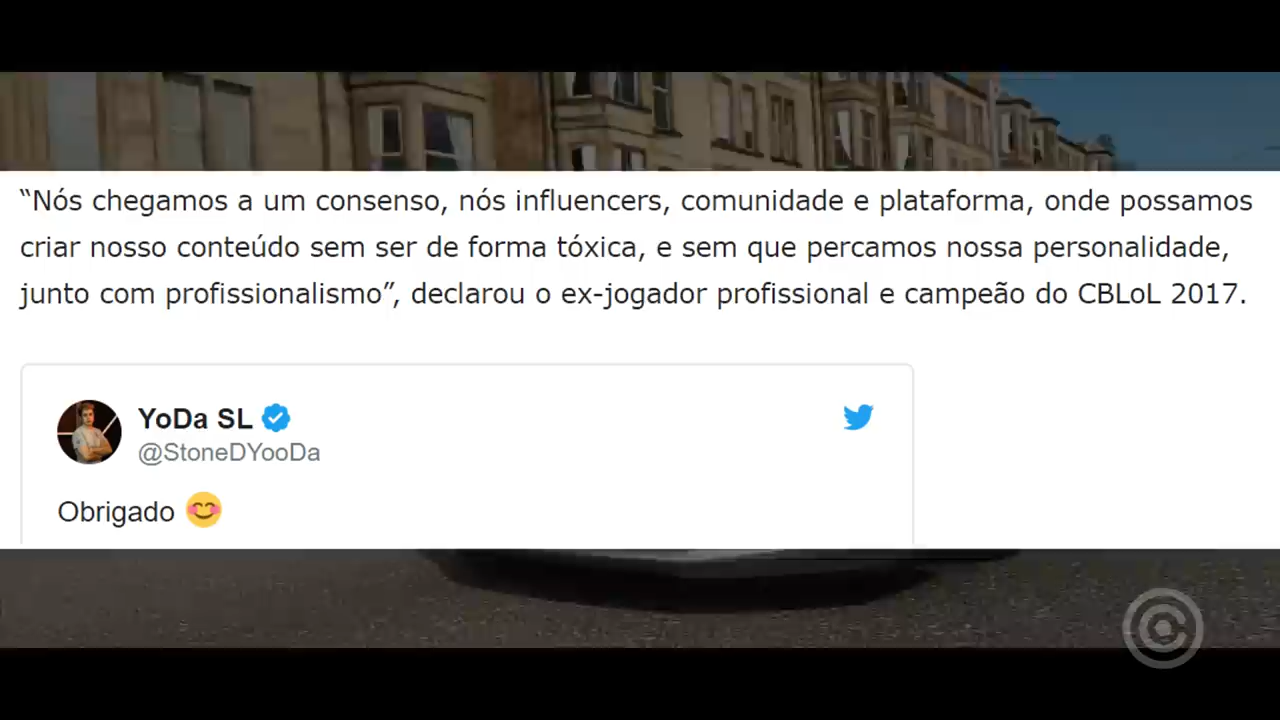 “Nós chegamos a um consenso, nós influencers, comunidade e plataforma, onde possamos
criar nosso conteúdo sem ser de forma tóxica, e sem que percamos nossa personalidade,
junto com profissionalismo”, declarou o ex-jogador profissional e campeão do CBLoL 2017.
YoDa SL
@StoneDYooDa
Obrigado 😊